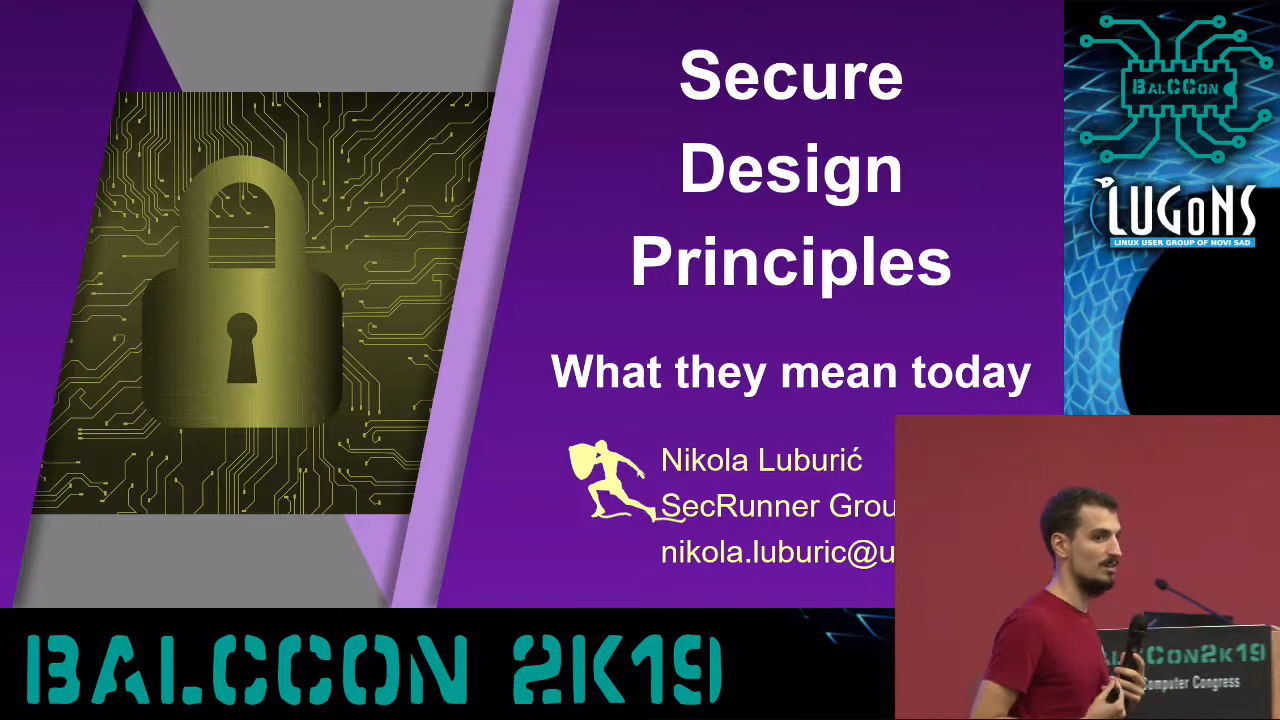 Secure
Design
Principles
What they mean today
Nikola Luburić
SecRunner Grou
nikola.luburic@u
BALCCON
LUGONS
LINUX USER GROUP OF NOVI SAD
BALCCON 2K19
Con2k19
Computer Congress